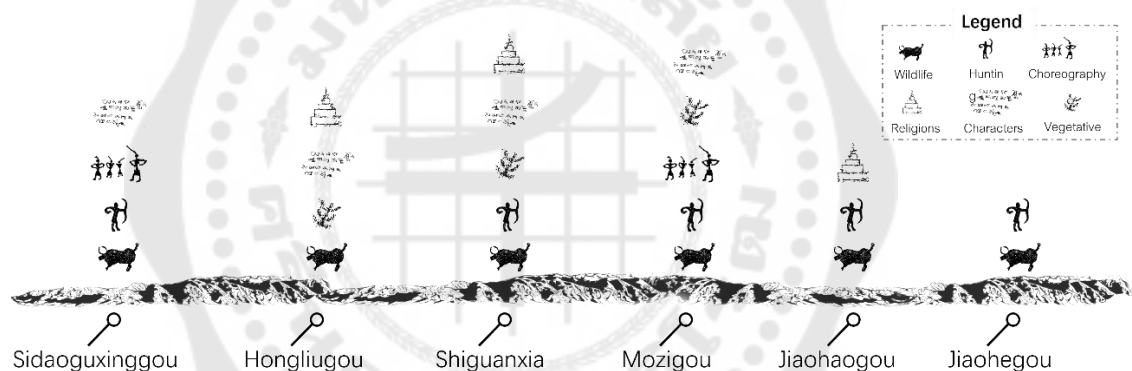 Legend
Wildlife Huntin Choreography
g
Religions Characters Vegetative
Sidaoguxinggou Hongliugou Shiguanxia Mozigou Jiaohaogou Jiaohegou